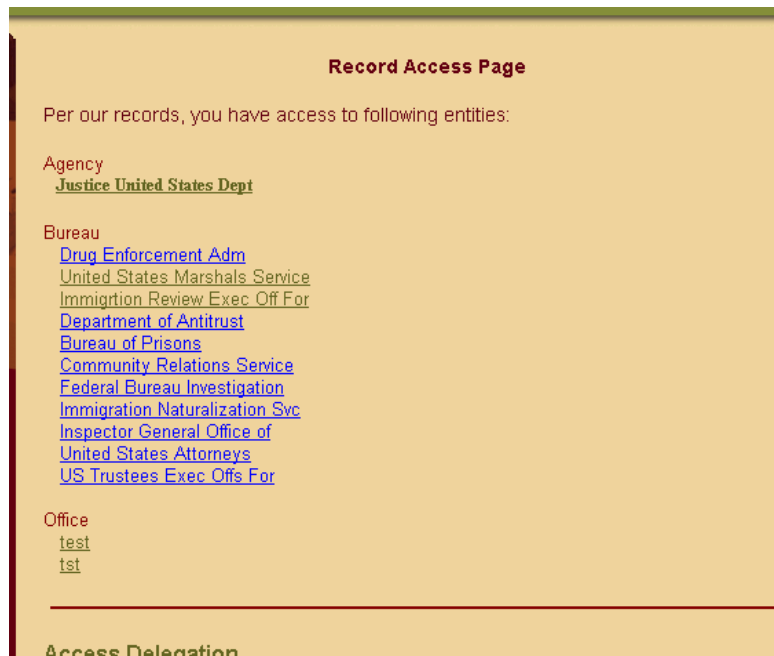 Record Access Page
Per our records, you have access to following entities:
Agency
Justice United States Dept
Bureau
Drug Enforcement Adm
United States Marshals Service
Immigrtion Review Exec Off For
Department of Antitrust
Bureau of Prisons
Community Relations Service
Federal Bureau Investigation
Immigration Naturalization Svc
Inspector General Office of
United States Attorneys
US Trustees Exec Offs For
Office
test
tst
Access Delegation